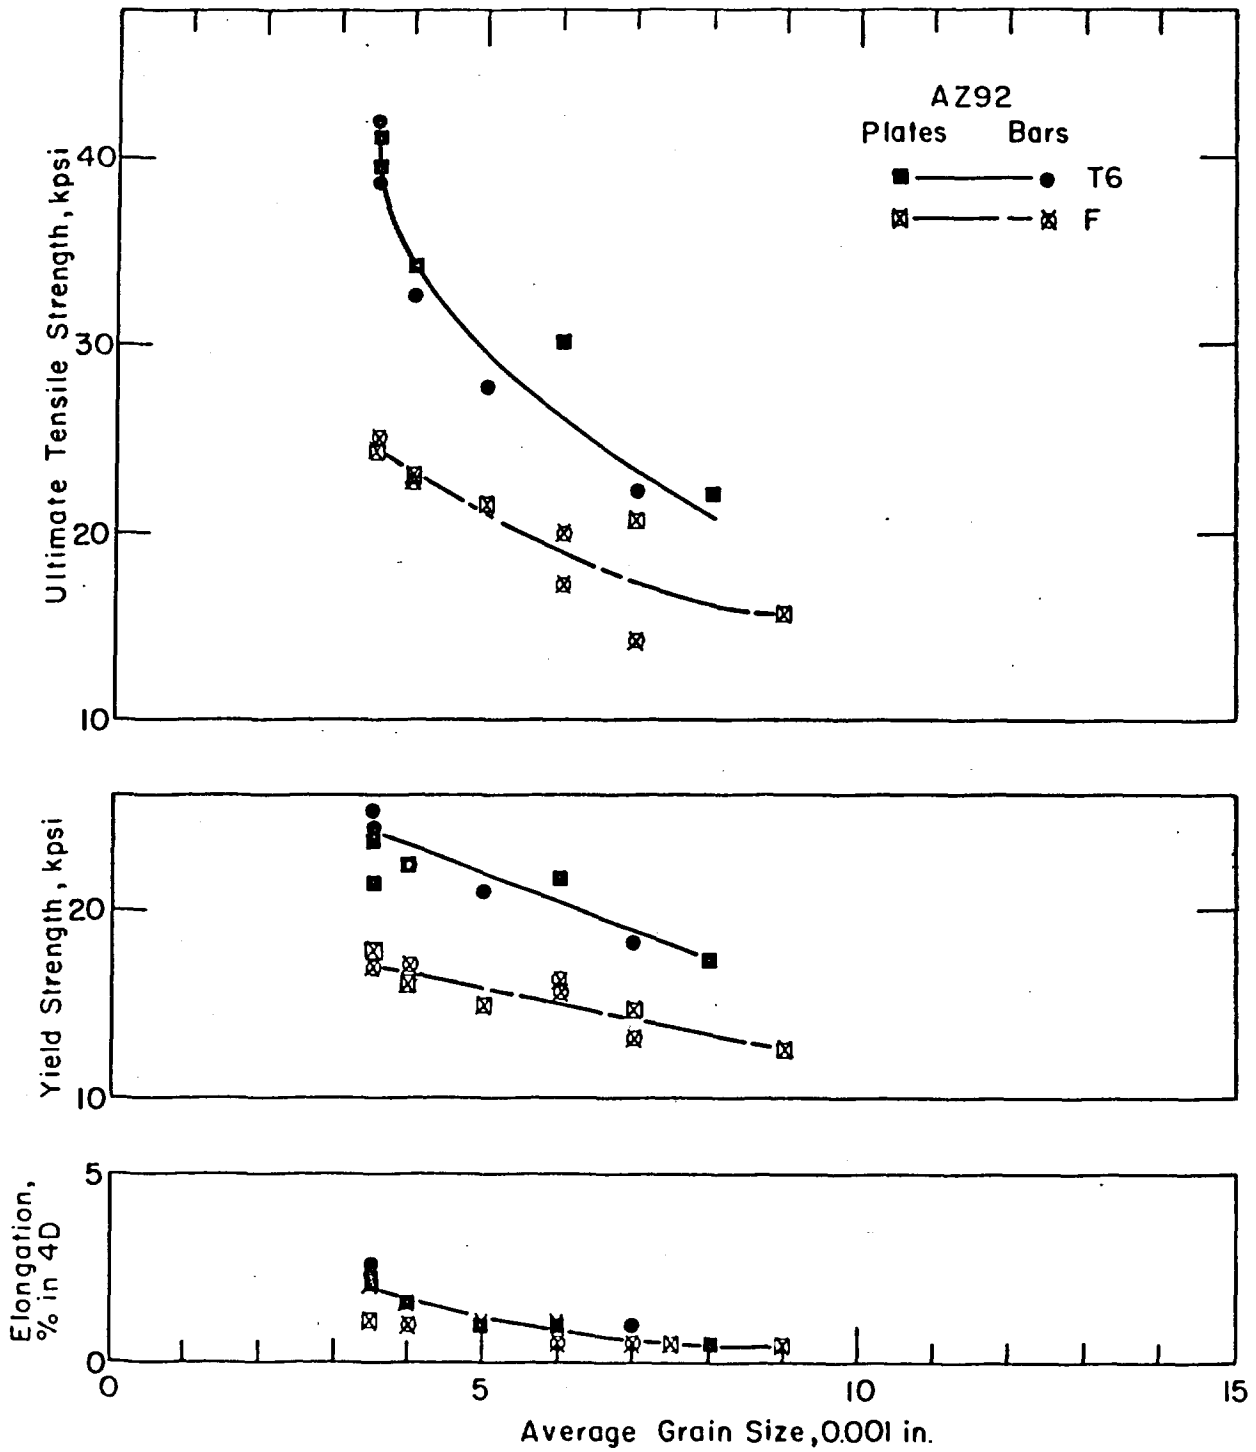 AZ92
Plates Bars
T6
F
Ultimate Tensile Strength, kpsi
40
30
20
10
Yield Strength, kpsi
20
10
Elongation,
% in 4D
5
0
0 5 10 15
Average Grain Size, 0.001 in.